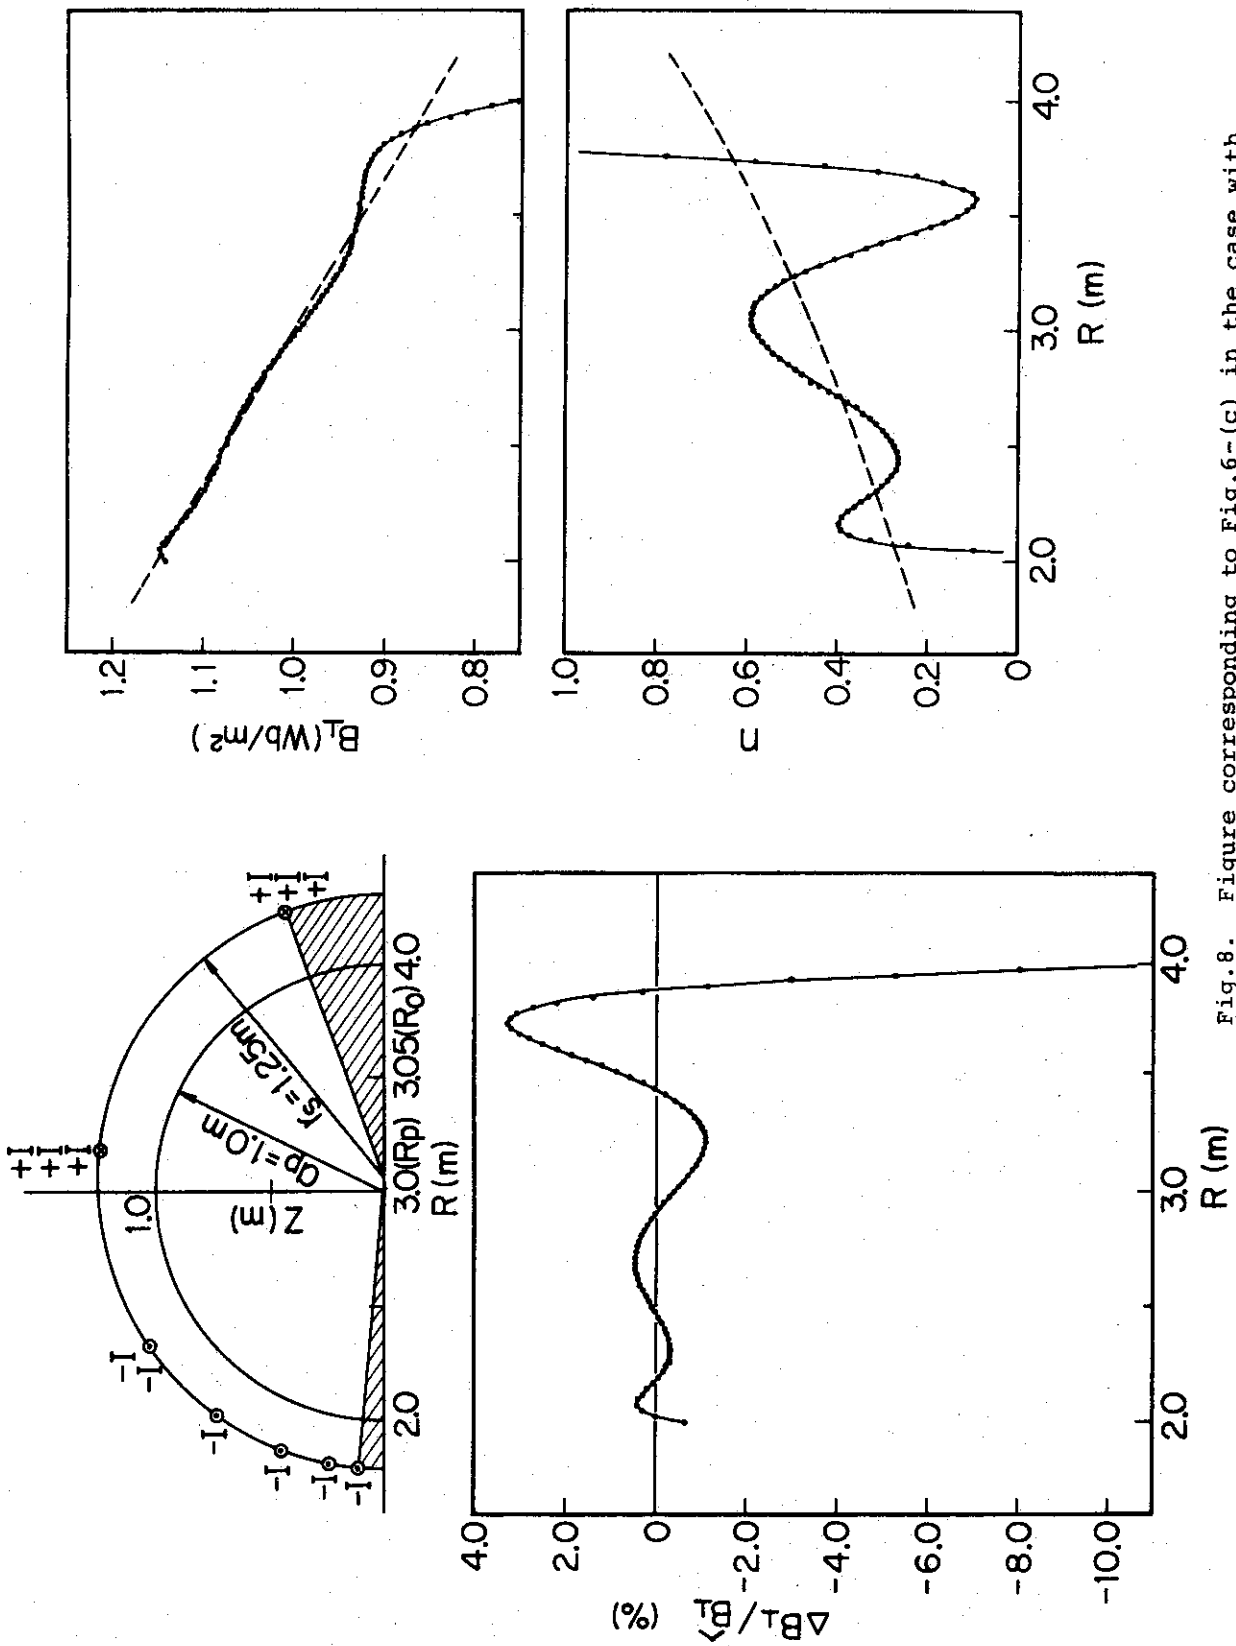 +I
+I
+I
+I
+I
+I
-I
-I
-I
-I
-I
-I
rs=1.25m
ap=1.0m
1.0
Z(m)
2.0
3.0(Rp)
3.05(R0)
4.0
R (m)
4.0
2.0
0
-2.0
-4.0
-6.0
-8.0
-10.0
ΔB⊥/B̂⊥ (%)
2.0
3.0
4.0
R (m)
1.2
1.1
1.0
0.9
0.8
B⊥(Wb/m²)
1.0
0.8
0.6
0.4
0.2
0
n
2.0
3.0
4.0
R (m)
Fig.8. Figure corresponding to Fig.6-(c) in the case with